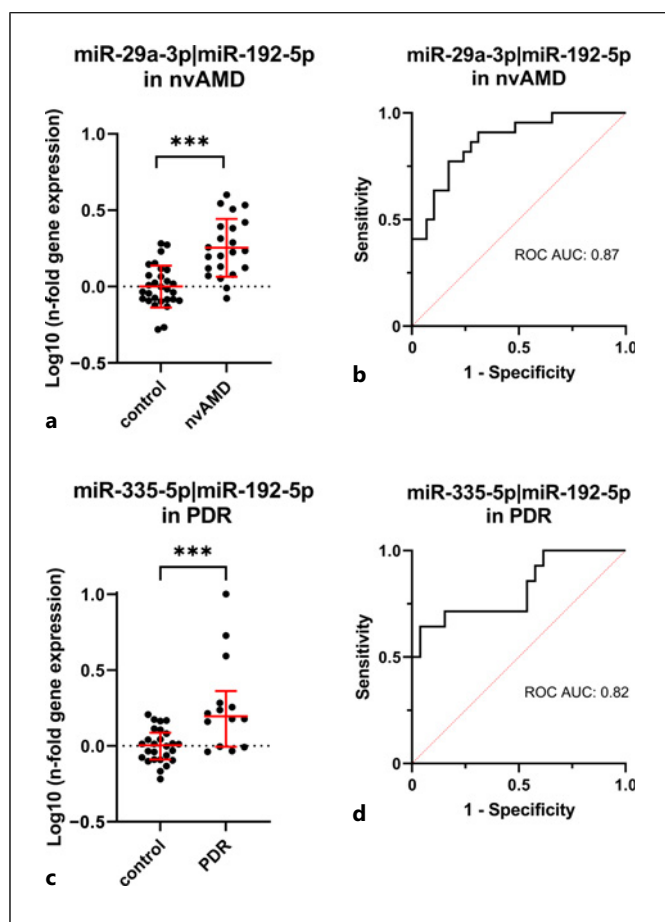 miR-29a-3p|miR-192-5p
in nvAMD
***
Log10 (n-fold gene expression)
1.0
0.5
0.0
−0.5
control
nvAMD
a
miR-29a-3p|miR-192-5p
in nvAMD
Sensitivity
1.0
0.5
0
ROC AUC: 0.87
0
0.5
1.0
1 - Specificity
b
miR-335-5p|miR-192-5p
in PDR
***
Log10 (n-fold gene expression)
1.0
0.5
0.0
−0.5
control
PDR
c
miR-335-5p|miR-192-5p
in PDR
Sensitivity
1.0
0.5
0
ROC AUC: 0.82
0
0.5
1.0
1 - Specificity
d